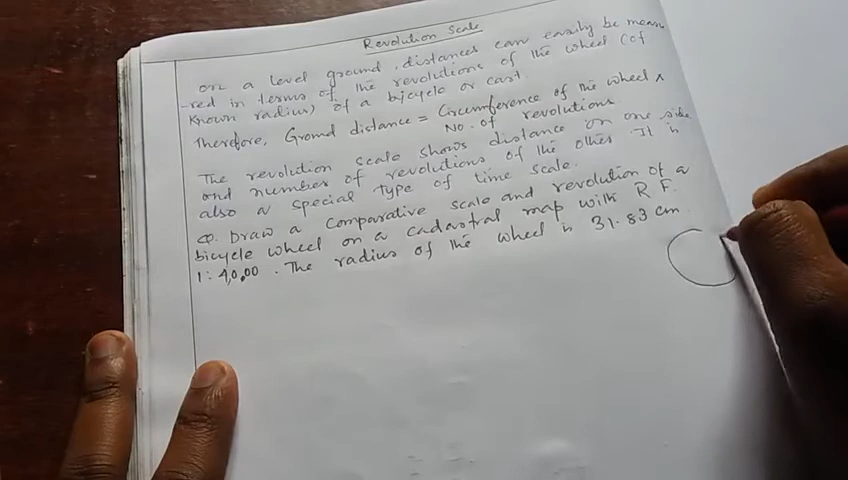 Revolution Scale
On a level ground, distances can easily be measu
-red in terms of the revolutions of the wheel (of
known radius) of a bicycle or cart.
Therefore, Ground distance = Circumference of the wheel x
No. of revolutions.
The revolution scale shows distance on one side
and number of revolutions of the other. It is
also a special type of time scale.
Q. Draw a comparative scale and revolution of a
bicycle wheel on a cadastral map with R.F.
1: 40,00. The radius of the wheel is 31.83 cm